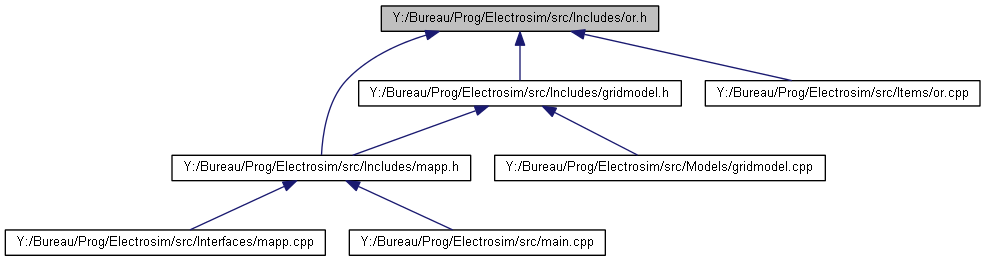 Y:/Bureau/Prog/Electrosim/src/Includes/or.h
Y:/Bureau/Prog/Electrosim/src/Includes/gridmodel.h
Y:/Bureau/Prog/Electrosim/src/Items/or.cpp
Y:/Bureau/Prog/Electrosim/src/Includes/mapp.h
Y:/Bureau/Prog/Electrosim/src/Models/gridmodel.cpp
Y:/Bureau/Prog/Electrosim/src/Interfaces/mapp.cpp
Y:/Bureau/Prog/Electrosim/src/main.cpp